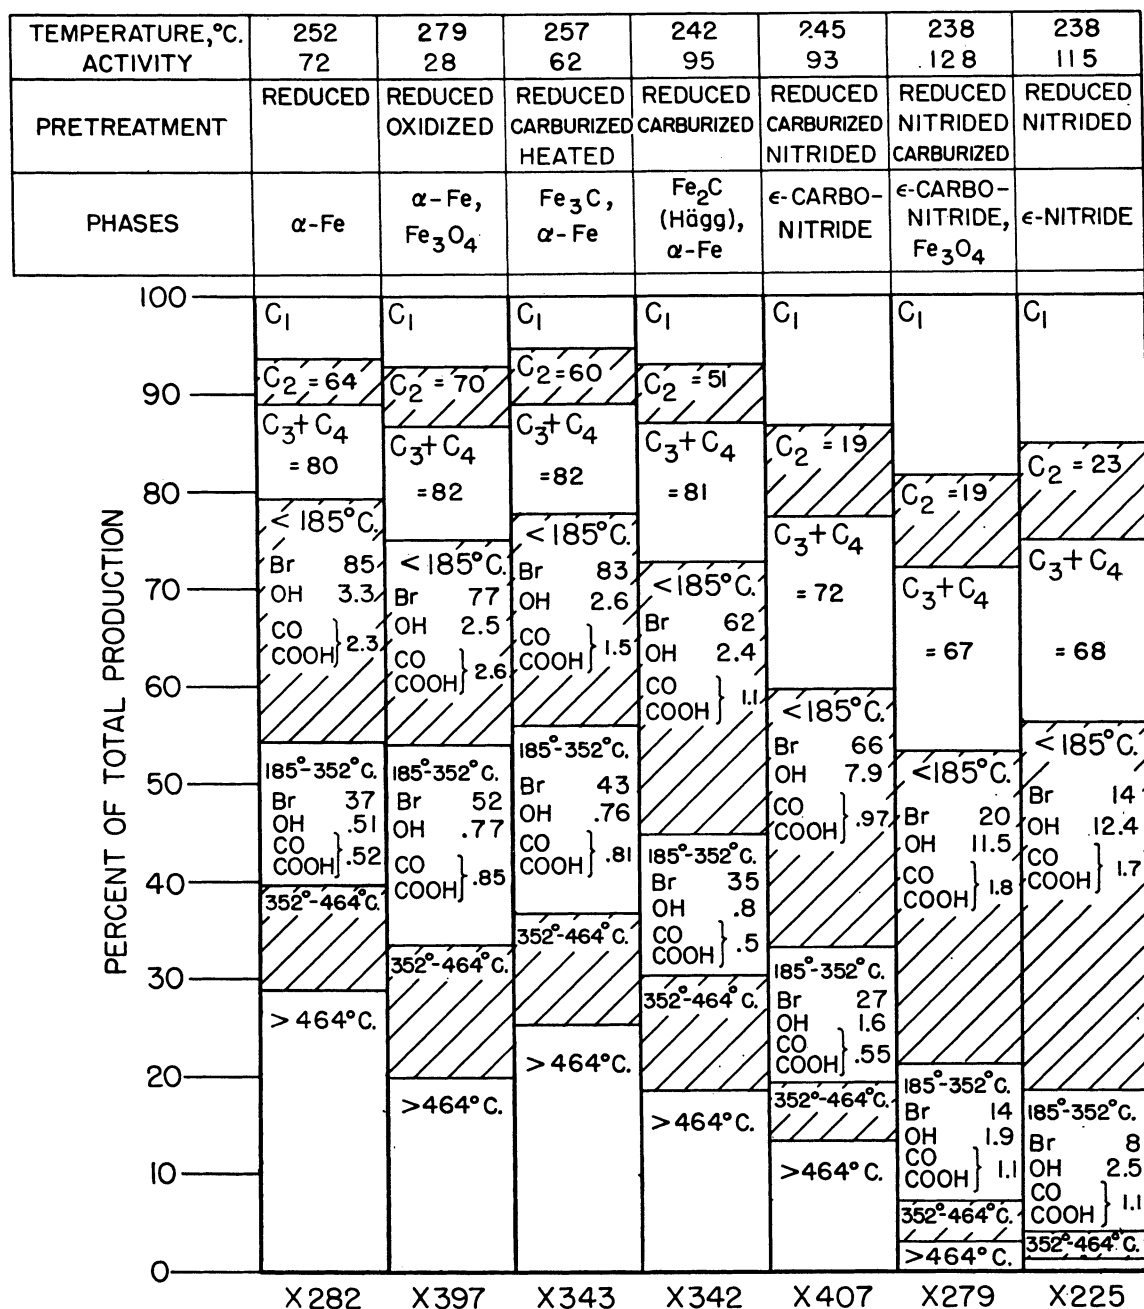 TEMPERATURE,°C. 252 279 257 242 245 238 238
ACTIVITY 72 28 62 95 93 128 115
PRETREATMENT
REDUCED
REDUCED
OXIDIZED
REDUCED
CARBURIZED
HEATED
REDUCED
CARBURIZED
REDUCED
CARBURIZED
NITRIDED
REDUCED
NITRIDED
CARBURIZED
REDUCED
NITRIDED
PHASES
α-Fe
α-Fe,
Fe₃O₄
Fe₃C,
α-Fe
Fe₂C
(Hägg),
α-Fe
ϵ-CARBO-
NITRIDE
ϵ-CARBO-
NITRIDE,
Fe₃O₄
ϵ-NITRIDE
PERCENT OF TOTAL PRODUCTION
100
90
80
70
60
50
40
30
20
10
0
C₁
C₂ = 64
C₃+C₄
= 80
<185°C.
Br 85
OH 3.3
CO
COOH } 2.3
185°-352°C.
Br 37
OH .51
CO
COOH } .52
352°-464°C.
>464°C.
X282
C₁
C₂ = 70
C₃+C₄
= 82
<185°C.
Br 77
OH 2.5
CO
COOH } 2.6
185°-352°C.
Br 52
OH .77
CO
COOH } .85
352°-464°C.
>464°C.
X397
C₁
C₂ = 60
C₃+C₄
= 82
<185°C.
Br 83
OH 2.6
CO
COOH } 1.5
185°-352°C.
Br 43
OH .76
CO
COOH } .81
352°-464°C.
>464°C.
X343
C₁
C₂ = 51
C₃+C₄
= 81
<185°C.
Br 62
OH 2.4
CO
COOH } 1.1
185°-352°C.
Br 35
OH .8
CO
COOH } .5
352°-464°C.
>464°C.
X342
C₁
C₂ = 19
C₃+C₄
= 72
<185°C.
Br 66
OH 7.9
CO
COOH } .97
185°-352°C.
Br 27
OH 1.6
CO
COOH } .55
352°-464°C.
>464°C.
X407
C₁
C₂ = 19
C₃+C₄
= 67
<185°C.
Br 20
OH 11.5
CO
COOH } 1.8
185°-352°C.
Br 14
OH 1.9
CO
COOH } 1.1
352°-464°C.
>464°C.
X279
C₁
C₂ = 23
C₃+C₄
= 68
<185°C.
Br 14
OH 12.4
CO
COOH } 1.7
185°-352°C.
Br 8
OH 2.5
CO
COOH } 1.1
352°-464°C.
X225